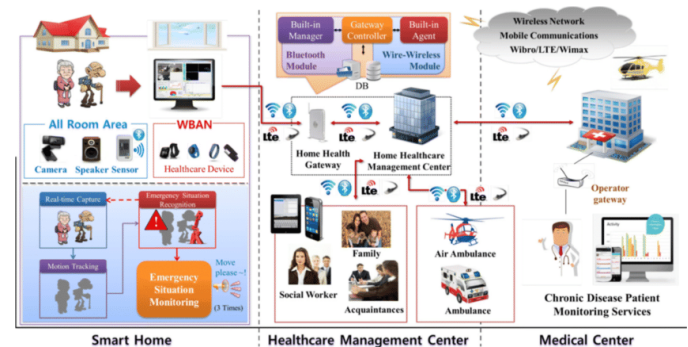 Built-in
Manager
Gateway
Controller
Built-in
Agent
Bluetooth
Module
Wire-Wireless
Module
DB
Wireless Network
Mobile Communications
Wibro/LTE/Wimax
All Room Area
WBAN
Camera
Speaker
Sensor
Healthcare Device
lte
lte
lte
Home Health
Gateway
Home Healthcare
Management Center
lte
lte
Operator
gateway
Real-time Capture
Emergency Situation
Recognition
Motion Tracking
Emergency
Situation
Monitoring
Move
please~!
(3 Times)
Family
Social Worker
Acquaintances
Air Ambulance
Ambulance
Activity
Chronic Disease Patient
Monitoring Services
Smart Home
Healthcare Management Center
Medical Center